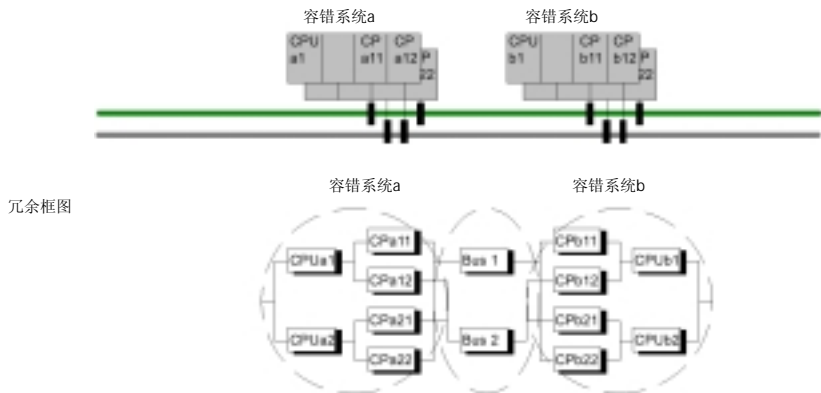 容错系统a 容错系统b
CPU CP CP CPU CP CP
a1 a11 a12 P b1 b11 b12 P
22 22
容错系统a 容错系统b
冗余框图
CPa11 CPb11
CPUa1 Bus 1 CPUb1
CPa12 CPb12
CPa21 CPb21
CPUa2 Bus 2 CPUb2
CPa22 CPb22